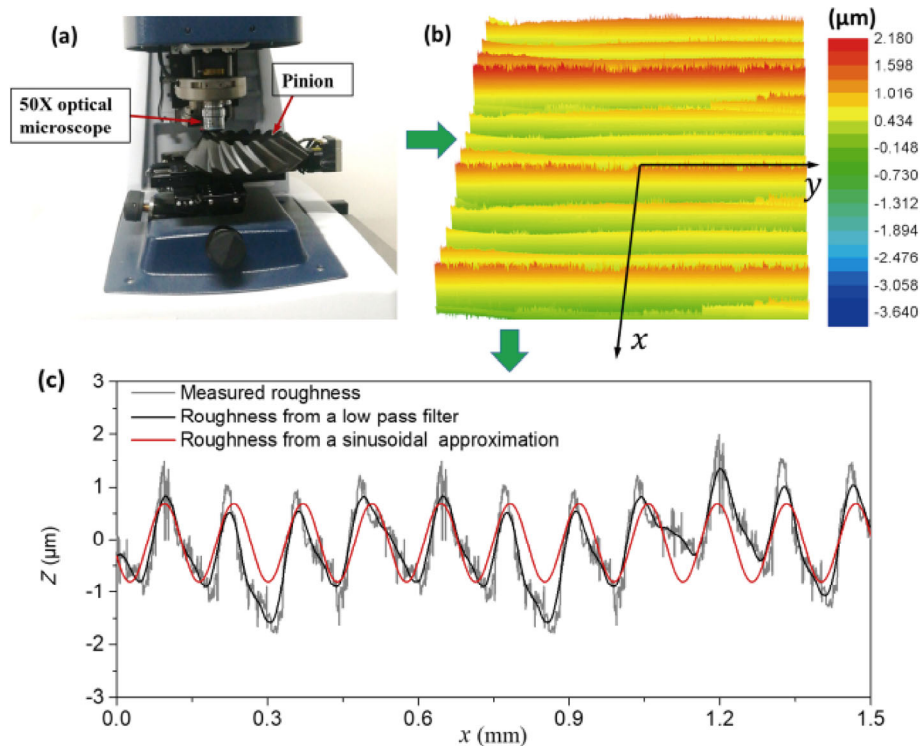 (a)
50X optical
microscope
Pinion
(b)
y
x
(μm)
2.180
1.598
1.016
0.434
-0.148
-0.730
-1.312
-1.894
-2.476
-3.058
-3.640
(c)
Measured roughness
Roughness from a low pass filter
Roughness from a sinusoidal approximation
Z (μm)
3
2
1
0
-1
-2
-3
0.0 0.3 0.6 0.9 1.2 1.5
x (mm)